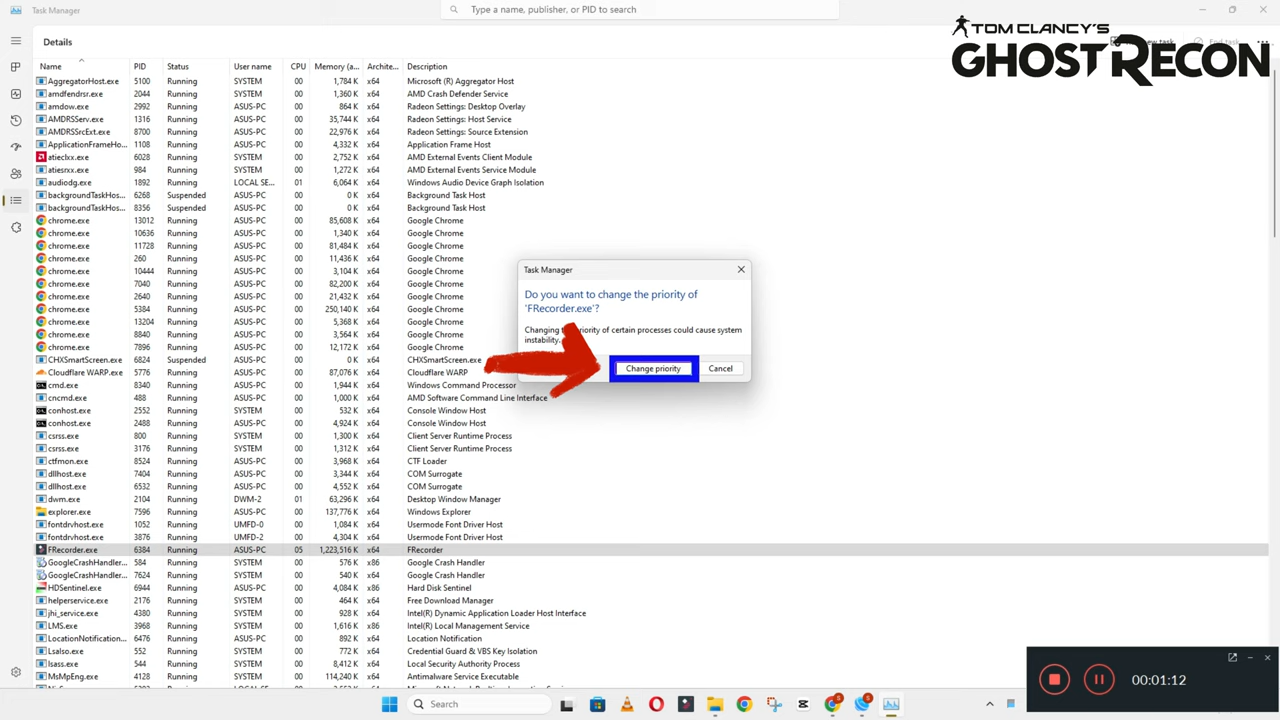 Task Manager
Type a name, publisher, or PID to search
TOM CLANCY'S
GHOST RECON
Details
Name PID Status User name CPU Memory (a... Archite... Description
AggregatorHost.exe 5100 Running SYSTEM 00 1,784 K x64 Microsoft (R) Aggregator Host
amdfendrsr.exe 2044 Running SYSTEM 00 1,360 K x64 AMD Crash Defender Service
amdow.exe 2992 Running ASUS-PC 00 864 K x64 Radeon Settings: Desktop Overlay
AMDRSServ.exe 1316 Running ASUS-PC 00 35,744 K x64 Radeon Settings: Host Service
AMDRSSrcExt.exe 8700 Running ASUS-PC 00 22,976 K x64 Radeon Settings: Source Extension
ApplicationFrameHo... 1108 Running ASUS-PC 00 4,332 K x64 Application Frame Host
atieclxx.exe 6028 Running SYSTEM 00 2,752 K x64 AMD External Events Client Module
atiesrxx.exe 984 Running SYSTEM 00 1,272 K x64 AMD External Events Service Module
audiodg.exe 1892 Running LOCAL SE... 01 6,064 K x64 Windows Audio Device Graph Isolation
backgroundTaskHos... 6268 Suspended ASUS-PC 00 0 K x64 Background Task Host
backgroundTaskHos... 8356 Suspended ASUS-PC 00 0 K x64 Background Task Host
chrome.exe 13012 Running ASUS-PC 00 85,608 K x64 Google Chrome
chrome.exe 10636 Running ASUS-PC 00 1,340 K x64 Google Chrome
chrome.exe 11728 Running ASUS-PC 00 81,484 K x64 Google Chrome
chrome.exe 260 Running ASUS-PC 00 11,436 K x64 Google Chrome
chrome.exe 10444 Running ASUS-PC 00 3,104 K x64 Google Chrome
chrome.exe 7040 Running ASUS-PC 00 82,200 K x64 Google Chrome
chrome.exe 2640 Running ASUS-PC 00 21,432 K x64 Google Chrome
chrome.exe 5384 Running ASUS-PC 00 250,140 K x64 Google Chrome
chrome.exe 13204 Running ASUS-PC 00 5,368 K x64 Google Chrome
chrome.exe 8840 Running ASUS-PC 00 3,564 K x64 Google Chrome
chrome.exe 7896 Running ASUS-PC 00 12,172 K x64 Google Chrome
CHXSmartScreen.exe 6824 Suspended ASUS-PC 00 0 K x64 CHXSmartScreen.exe
Cloudflare WARP.exe 7372 Running ASUS-PC 00 87,076 K x64 Cloudflare WARP
cmd.exe 8340 Running ASUS-PC 00 1,944 K x64 Windows Command Processor
cncmd.exe 488 Running ASUS-PC 00 1,000 K x64 AMD Software Command Line Interface
conhost.exe 2552 Running ASUS-PC 00 532 K x64 Console Window Host
conhost.exe 2488 Running ASUS-PC 00 4,924 K x64 Console Window Host
csrss.exe 800 Running SYSTEM 00 1,300 K x64 Client Server Runtime Process
csrss.exe 3176 Running SYSTEM 00 1,312 K x64 Client Server Runtime Process
ctfmon.exe 8524 Running ASUS-PC 00 3,968 K x64 CTF Loader
dllhost.exe 7404 Running ASUS-PC 00 3,344 K x64 COM Surrogate
dllhost.exe 7480 Running ASUS-PC 00 4,552 K x64 COM Surrogate
dwm.exe 2104 Running DWM-2 01 63,296 K x64 Desktop Window Manager
explorer.exe 7596 Running ASUS-PC 00 137,776 K x64 Windows Explorer
fontdrvhost.exe 1052 Running UMFD-0 00 1,084 K x64 Usermode Font Driver Host
fontdrvhost.exe 3876 Running UMFD-2 00 4,304 K x64 Usermode Font Driver Host
FRecorder.exe 6384 Running ASUS-PC 05 1,223,516 K x64 FRecorder
GoogleCrashHandler... 584 Running SYSTEM 00 576 K x86 Google Crash Handler
GoogleCrashHandler... 7624 Running SYSTEM 00 540 K x64 Google Crash Handler
HDSentinel.exe 6944 Running ASUS-PC 00 4,084 K x86 Hard Disk Sentinel
helperservice.exe 2176 Running SYSTEM 00 464 K x64 Free Download Manager
jhi_service.exe 4380 Running SYSTEM 00 928 K x64 Intel(R) Dynamic Application Loader Host Interface
LMS.exe 3968 Running SYSTEM 00 1,616 K x86 Intel(R) Local Management Service
LocationNotification... 6476 Running ASUS-PC 00 892 K x64 Location Notification
LsaIso.exe 552 Running SYSTEM 00 772 K x64 Credential Guard & VBS Key Isolation
lsass.exe 544 Running SYSTEM 00 8,412 K x64 Local Security Authority Process
MsMpEng.exe 4128 Running SYSTEM 00 114,240 K x64 Antimalware Service Executable
Task Manager
Do you want to change the priority of
'FRecorder.exe'?
Changing priority of certain processes could cause system
instability.
Change priority Cancel
00:01:12
Search